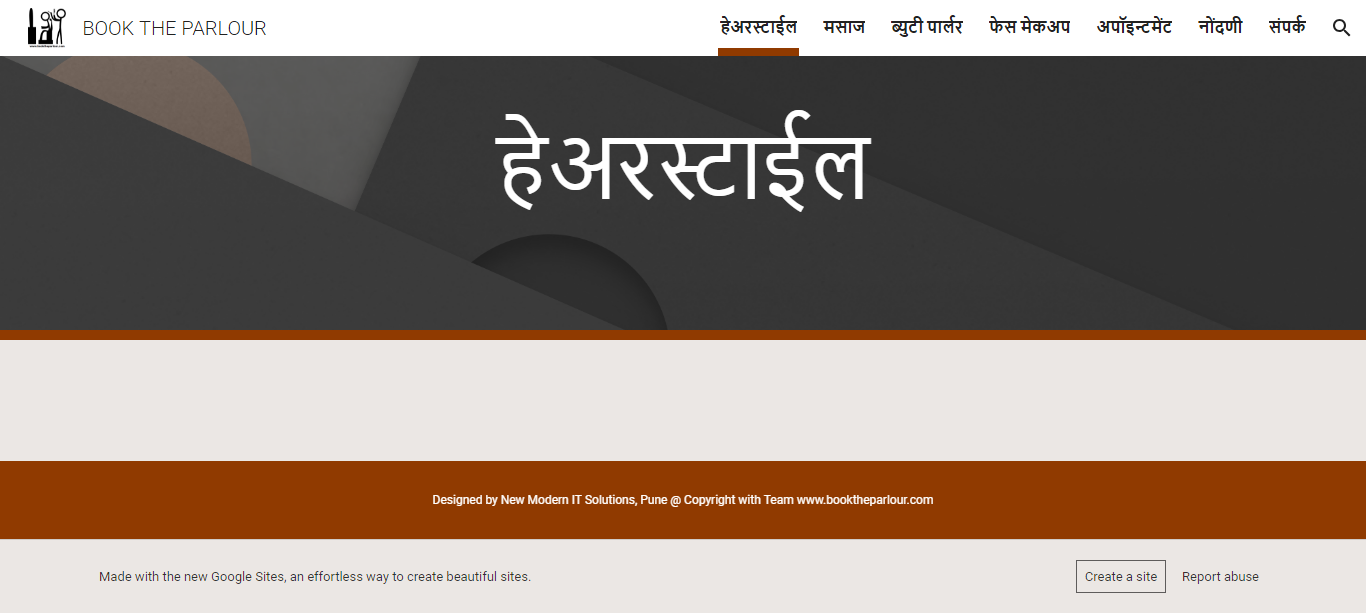 BOOK THE PARLOUR
हेअरस्टाईल मसाज ब्युटी पार्लर फेस मेकअप अपॉइन्टमेंट नोंदणी संपर्क
हेअरस्टाईल
Designed by New Modern IT Solutions, Pune @ Copyright with Team www.booktheparlour.com
Made with the new Google Sites, an effortless way to create beautiful sites.
Create a site
Report abuse